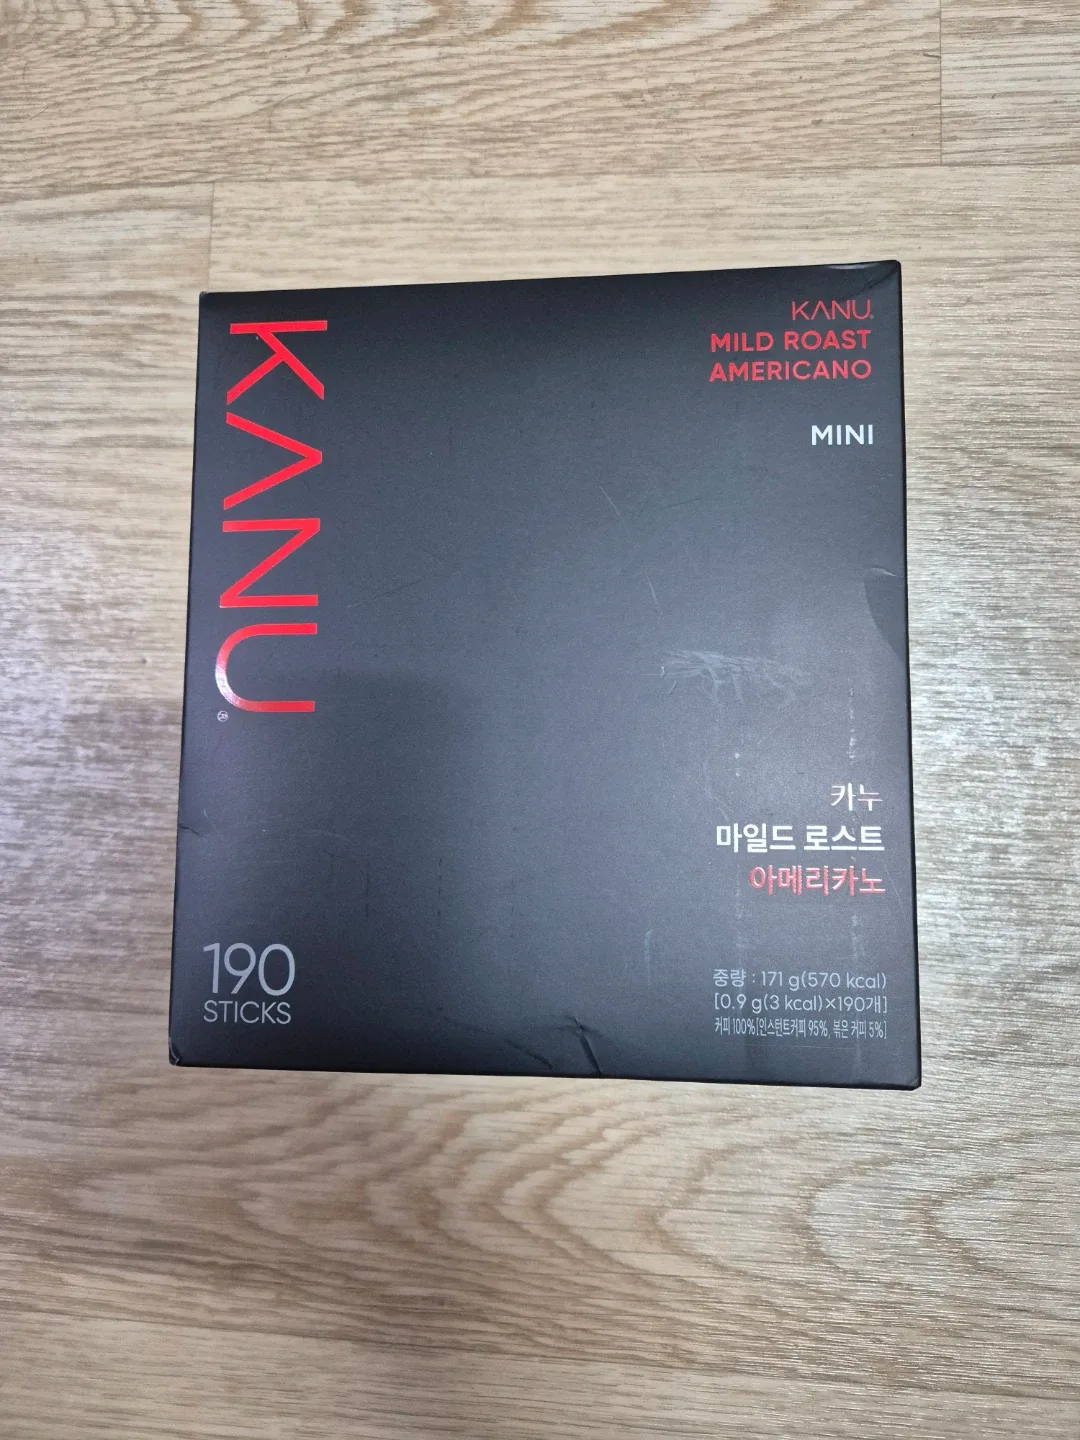 KANU
KANU
MILD ROAST
AMERICANO
MINI
카누
마일드 로스트
아메리카노
190
STICKS
중량 : 171 g(570 kcal)
[0.9 g(3 kcal)×190개]
커피 100%[인스턴트커피 95%, 볶은 커피 5%]